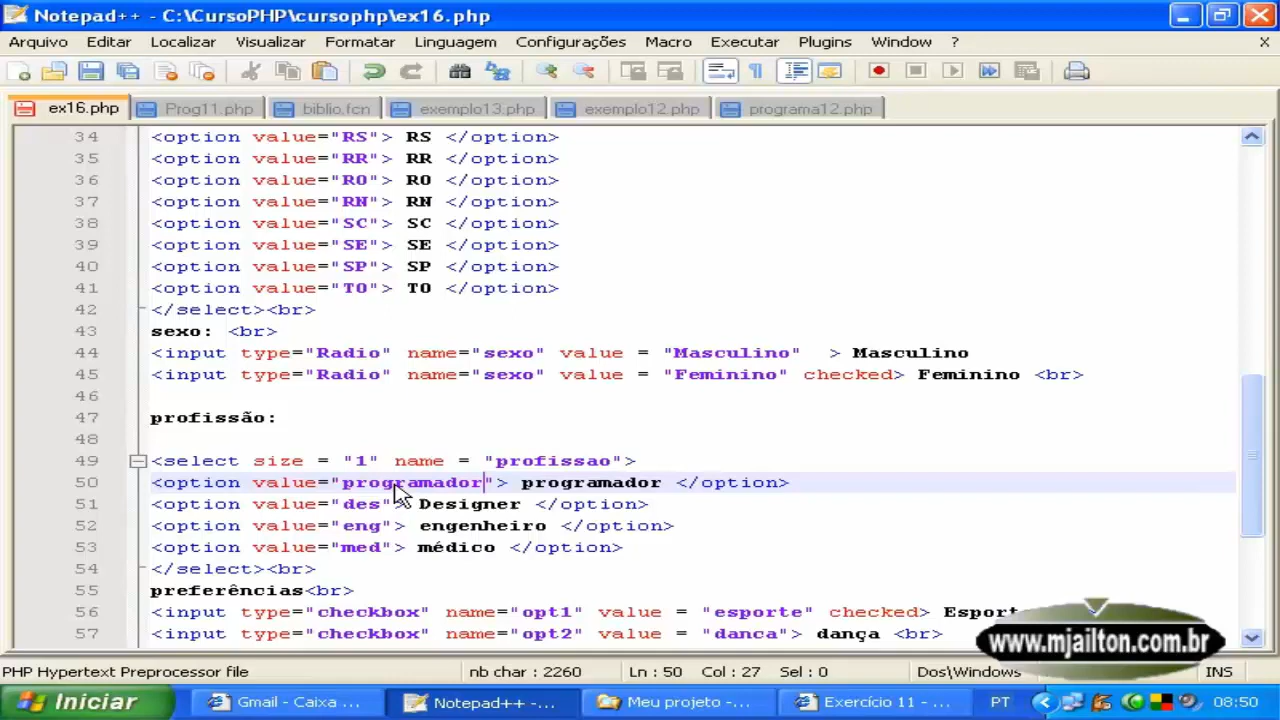 Notepad++ - C:\CursoPHP\cursophp\ex16.php
Arquivo Editar Localizar Visualizar Formatar Linguagem Configurações Macro Executar Plugins Window ? X
ex16.php Prog11.php biblio.fcn exemplo13.php exemplo12.php programa12.php
34 <option value="RS"> RS </option>
35 <option value="RR"> RR </option>
36 <option value="RO"> RO </option>
37 <option value="RN"> RN </option>
38 <option value="SC"> SC </option>
39 <option value="SE"> SE </option>
40 <option value="SP"> SP </option>
41 <option value="TO"> TO </option>
42 </select><br>
43 sexo: <br>
44 <input type="Radio" name="sexo" value = "Masculino" > Masculino
45 <input type="Radio" name="sexo" value = "Feminino" checked> Feminino <br>
46
47 profissão:
48
49 <select size = "1" name = "profissao">
50 <option value="programador"> programador </option>
51 <option value="des"> Designer </option>
52 <option value="eng"> engenheiro </option>
53 <option value="med"> médico </option>
54 </select><br>
55 preferências<br>
56 <input type="checkbox" name="opt1" value = "esporte" checked> Esport
57 <input type="checkbox" name="opt2" value = "danca"> dança <br>
www.mjailton.com.br
PHP Hypertext Preprocessor file nb char : 2260 Ln : 50 Col : 27 Sel : 0 Dos\Windows INS
Iniciar Gmail - Caixa ... Notepad++ -... Meu projeto -... Exercício 11 - ... PT 08:50